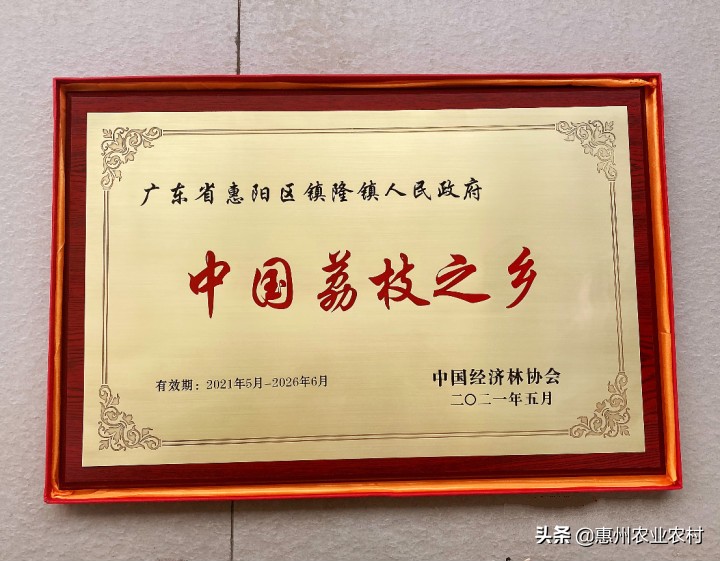 广东省惠阳区镇隆镇人民政府
中国荔枝之乡
有效期：2021年5月-2026年6月
中国经济林协会
二〇二一年五月
头条 @惠州农业农村